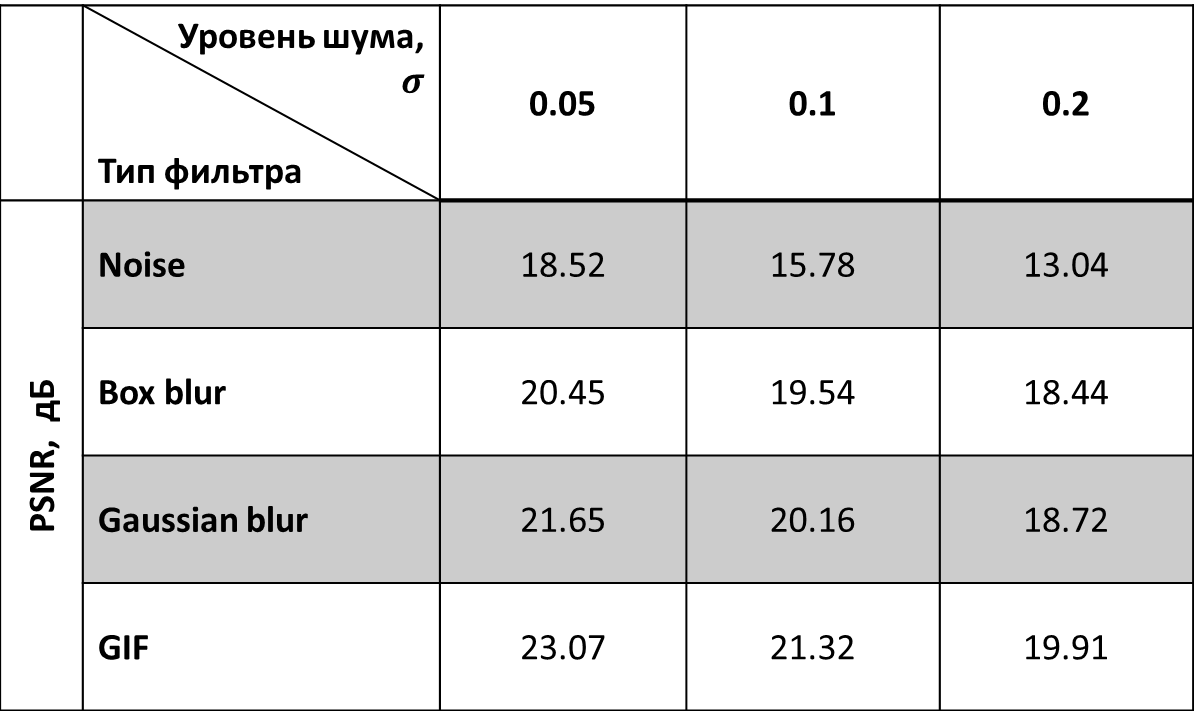 Уровень шума,
σ
Тип фильтра
0.05 0.1 0.2
PSNR, дБ
Noise 18.52 15.78 13.04
Box blur 20.45 19.54 18.44
Gaussian blur 21.65 20.16 18.72
GIF 23.07 21.32 19.91